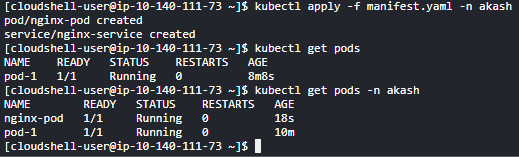 [cloudshell-user@ip-10-140-111-73 ~]$ kubectl apply -f manifest.yaml -n akash
pod/nginx-pod created
service/nginx-service created
[cloudshell-user@ip-10-140-111-73 ~]$ kubectl get pods
NAME    READY   STATUS    RESTARTS   AGE
pod-1   1/1     Running   0          8m8s
[cloudshell-user@ip-10-140-111-73 ~]$ kubectl get pods -n akash
NAME        READY   STATUS    RESTARTS   AGE
nginx-pod   1/1     Running   0          18s
pod-1       1/1     Running   0          10m
[cloudshell-user@ip-10-140-111-73 ~]$